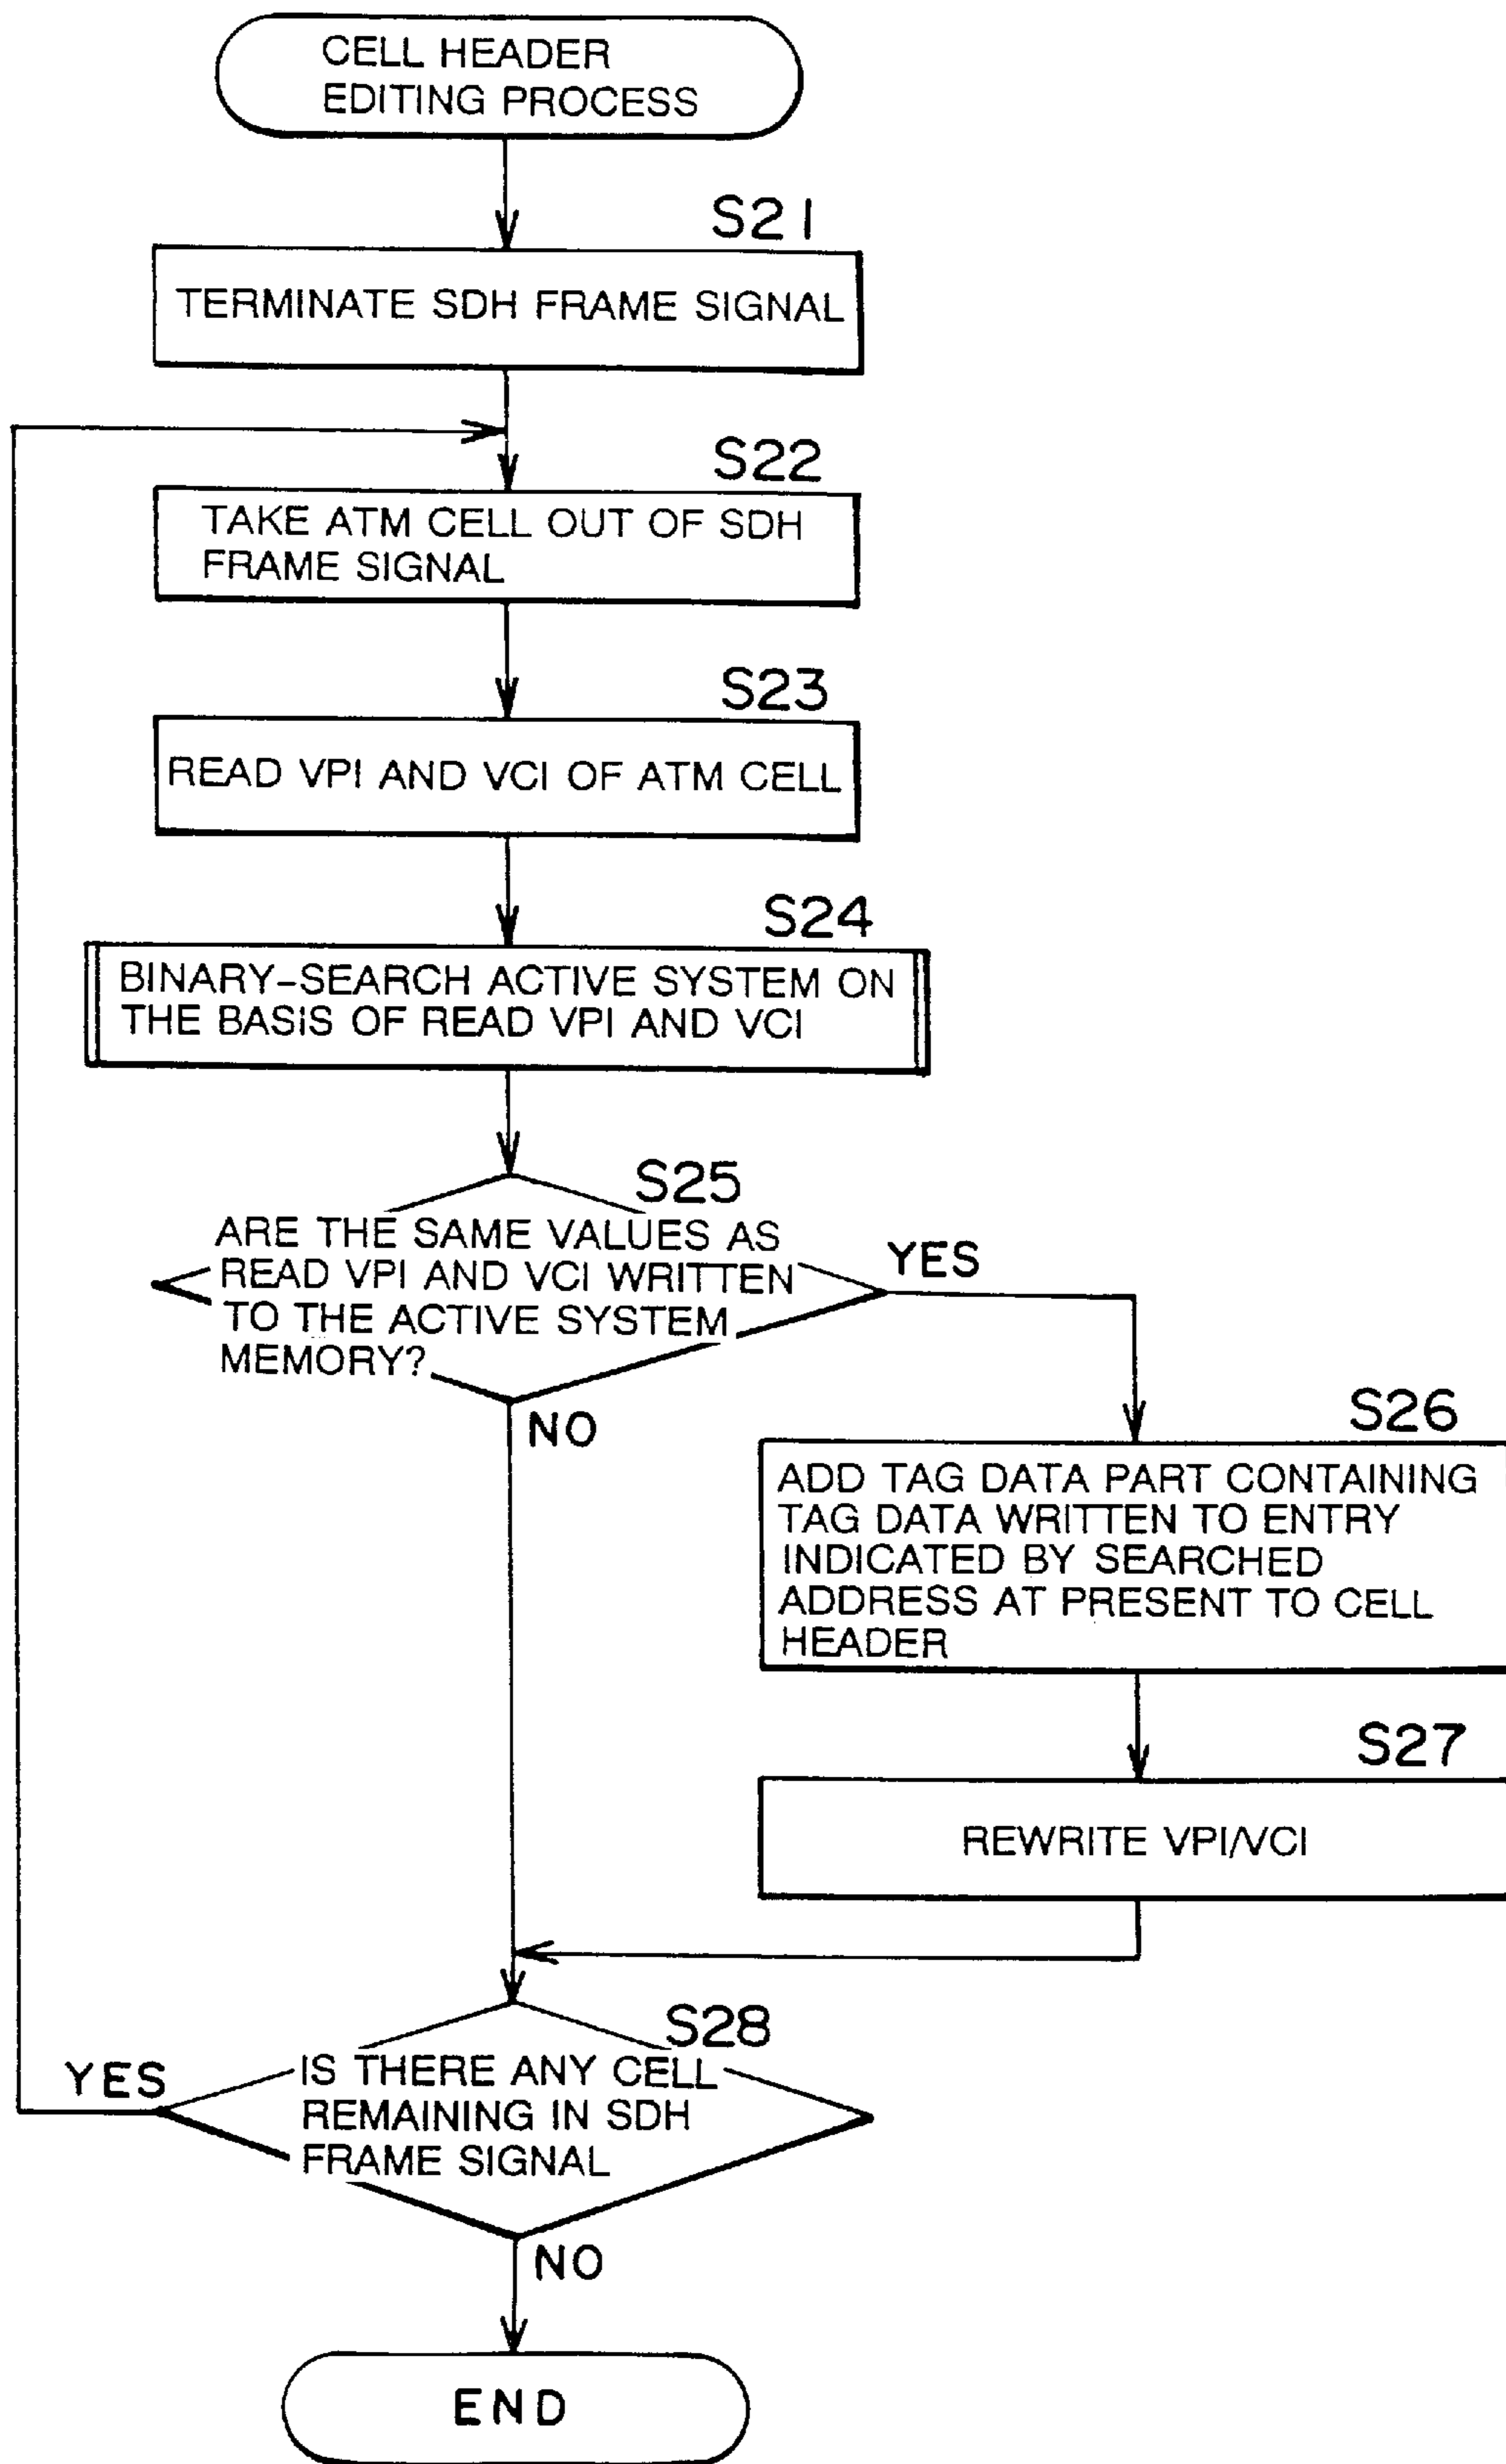 CELL HEADER
EDITING PROCESS
S21
TERMINATE SDH FRAME SIGNAL
S22
TAKE ATM CELL OUT OF SDH
FRAME SIGNAL
S23
READ VPI AND VCI OF ATM CELL
S24
BINARY-SEARCH ACTIVE SYSTEM ON
THE BASIS OF READ VPI AND VCI
S25
ARE THE SAME VALUES AS
READ VPI AND VCI WRITTEN
TO THE ACTIVE SYSTEM
MEMORY?
YES
NO
S26
ADD TAG DATA PART CONTAINING
TAG DATA WRITTEN TO ENTRY
INDICATED BY SEARCHED
ADDRESS AT PRESENT TO CELL
HEADER
S27
REWRITE VPI/VCI
S28
YES
IS THERE ANY CELL
REMAINING IN SDH
FRAME SIGNAL
NO
END